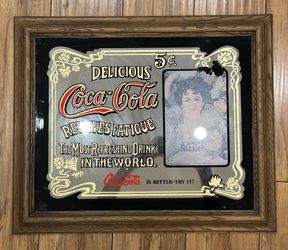 DELICIOUS 5¢
Coca-Cola
RELIEVES FATIGUE
THE MOST REFRESHING DRINK
IN THE WORLD.
Coca-Cola IS BETTER-TRY IT!